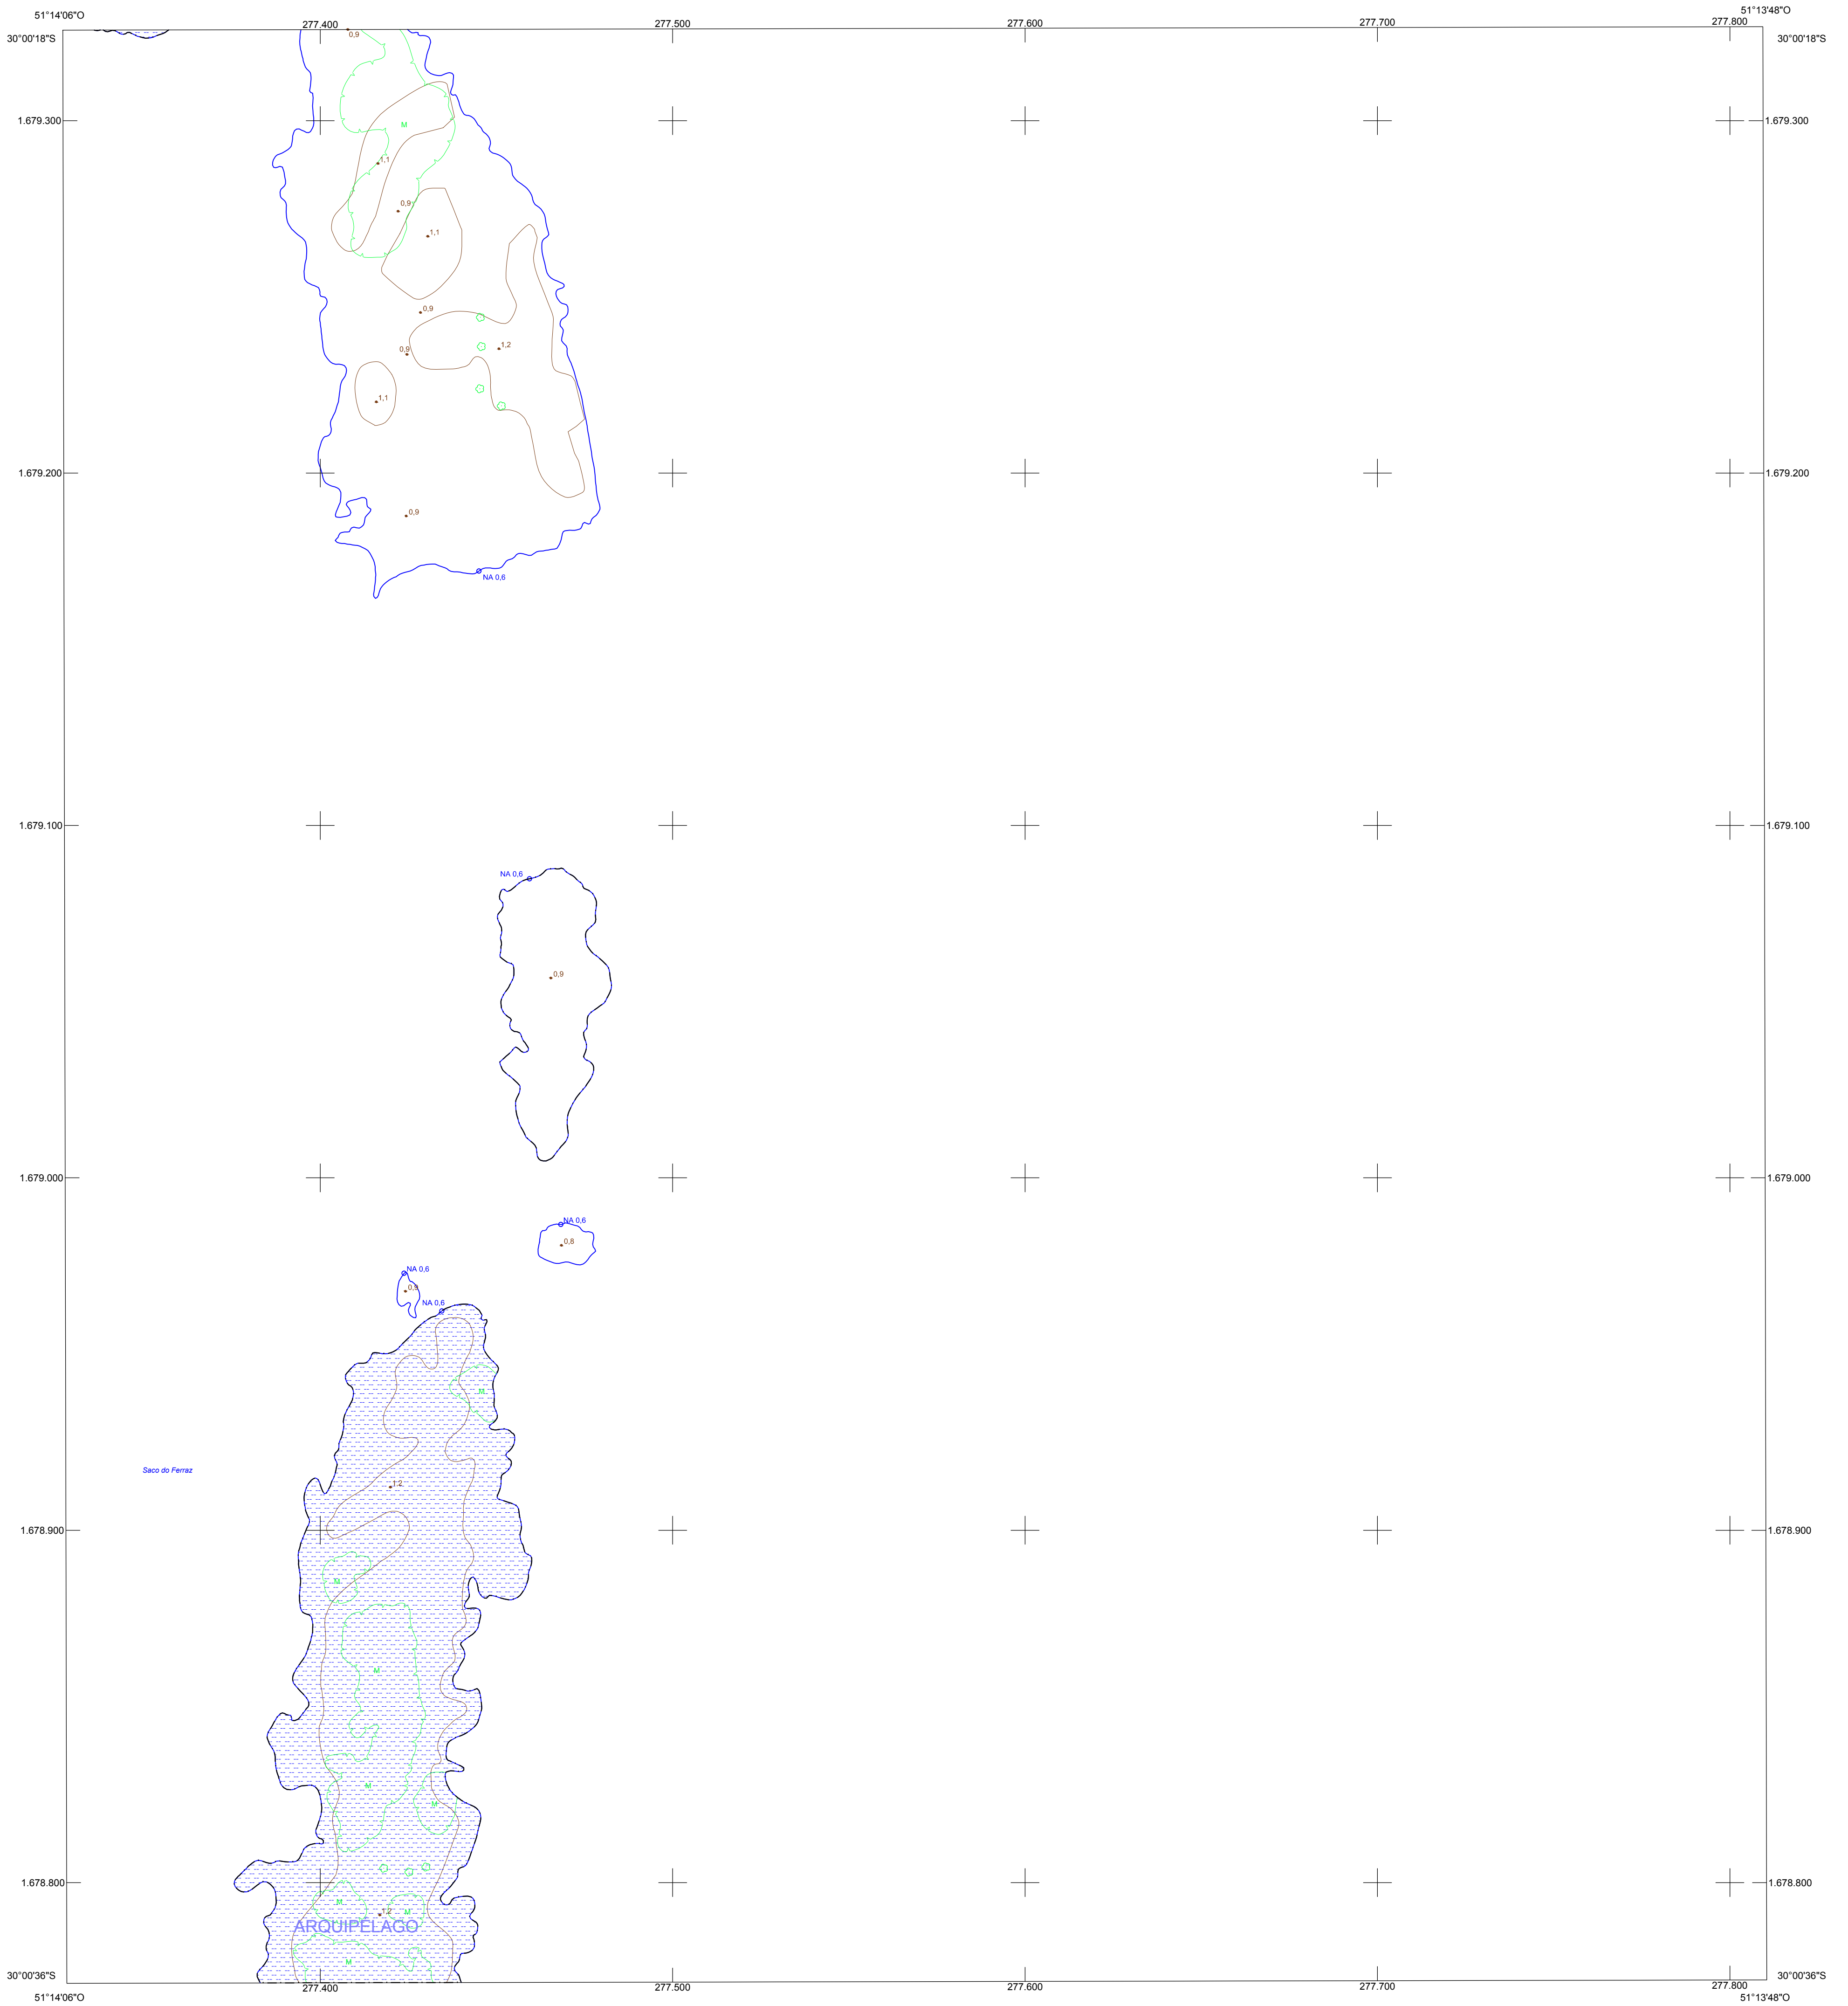 51°14'06"O
277.400
277.500
277.600
277.700
277.800
51°13'48"O
30°00'18"S
30°00'18"S
0,9
1.679.300
M
1.679.300
1,1
0,9
1,1
0,9
0,9
1,2
1,1
1.679.200
1.679.200
0,9
NA 0,6
1.679.100
1.679.100
NA 0,6
0,9
1.679.000
1.679.000
NA 0,6
0,8
NA 0,6
0,9
NA 0,6
M
Saco do Ferraz
1,2
1.678.900
1.678.900
M
M
M
M
1.678.800
1.678.800
M
1,2
M
ARQUIPÉLAGO
M
30°00'36"S
30°00'36"S
51°14'06"O
277.400
277.500
277.600
277.700
277.800
51°13'48"O